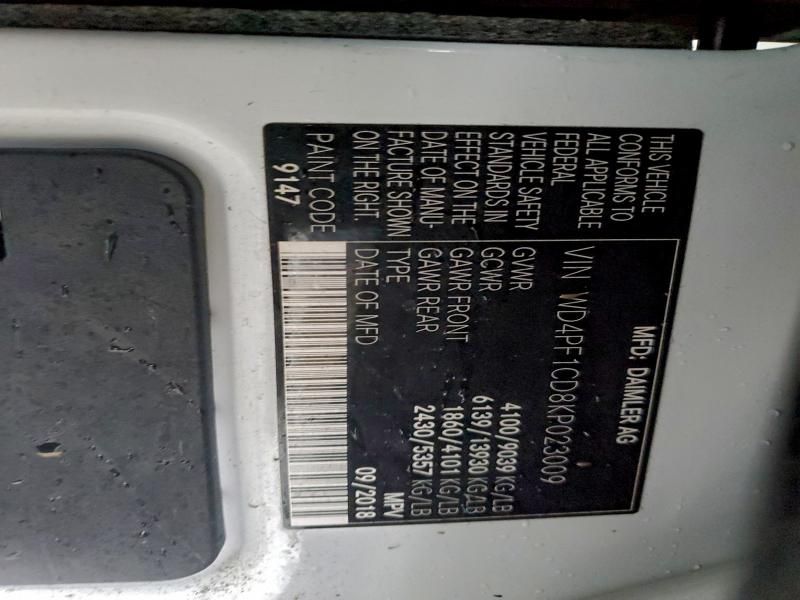 THIS VEHICLE
CONFORMS TO
ALL APPLICABLE
FEDERAL
VEHICLE SAFETY
STANDARDS IN
EFFECT ON THE
DATE OF MANU-
FACTURE SHOWN
ON THE RIGHT.
PAINT CODE
9147
MFD: DAIMLER AG
VIN WD4PF1CD8KP023009
GVWR 4100/9039 KG/LB
GCWR 6139/13930 KG/LB
GAWR FRONT 1860/4101 KG/LB
GAWR REAR 2430/5357 KG/LB
TYPE MPV
DATE OF MFD 09/2018